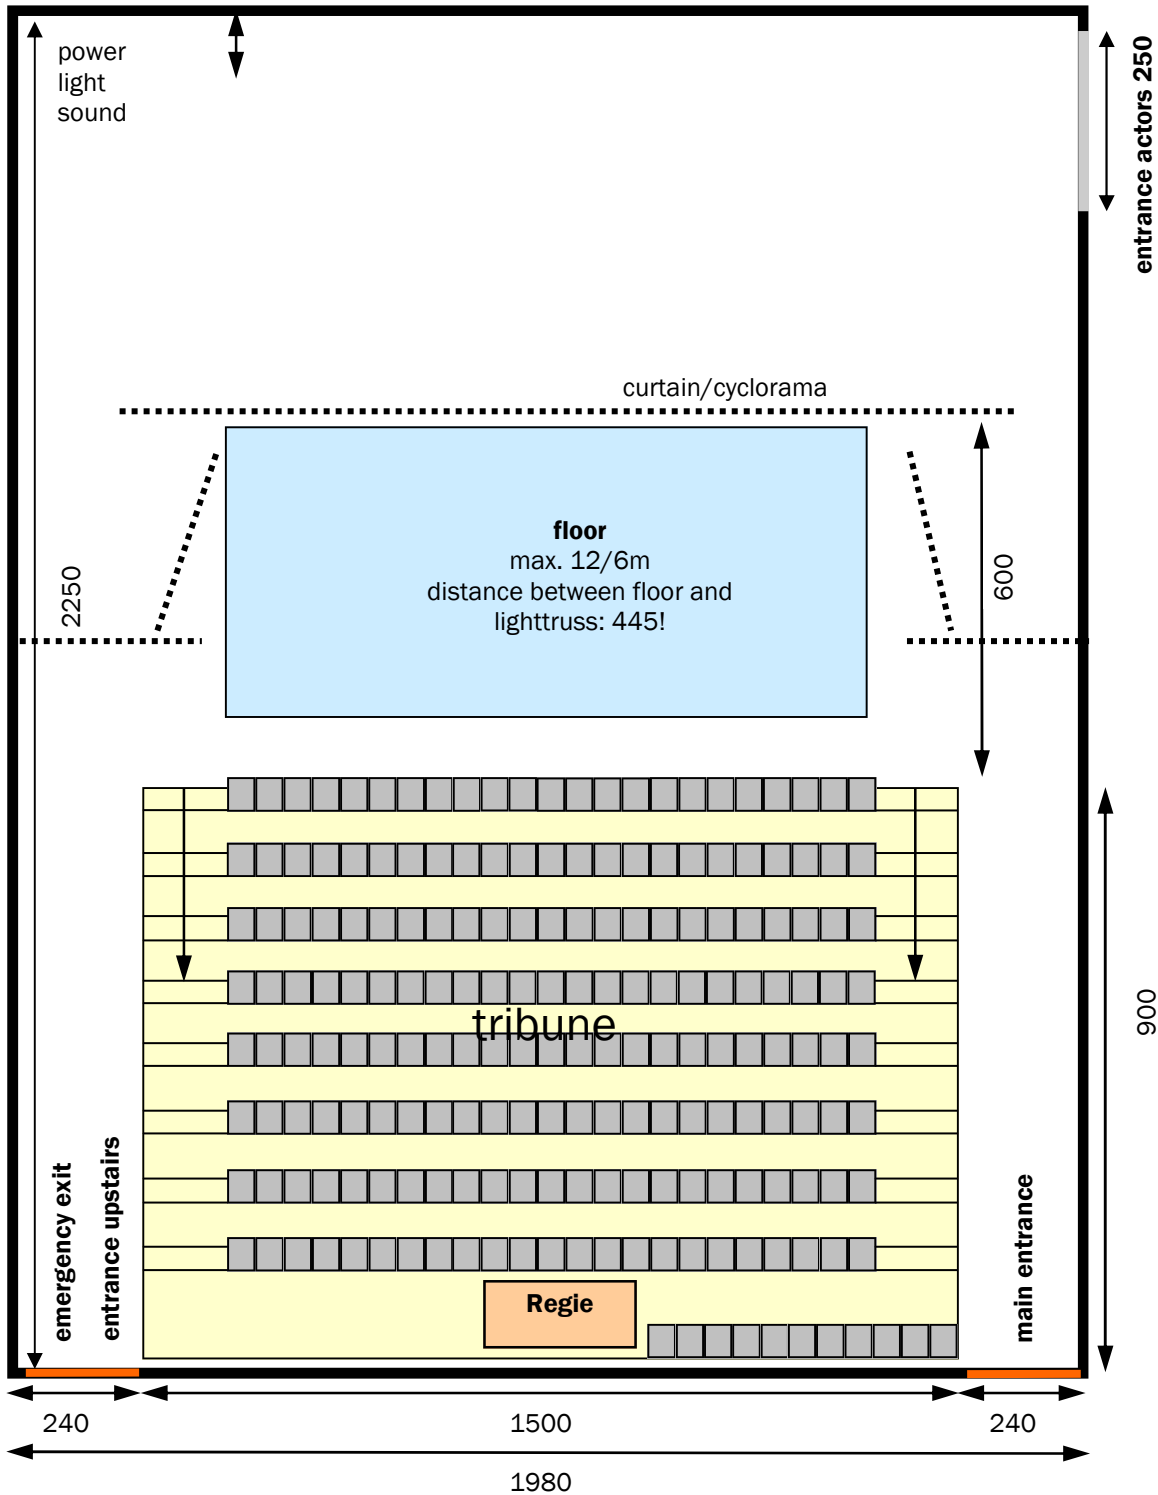 power
light
sound
entrance actors 250
curtain/cyclorama
floor
max. 12/6m
distance between floor and
lighttruss: 445!
2250
600
tribune
900
emergency exit
entrance upstairs
main entrance
Regie
240
1500
240
1980